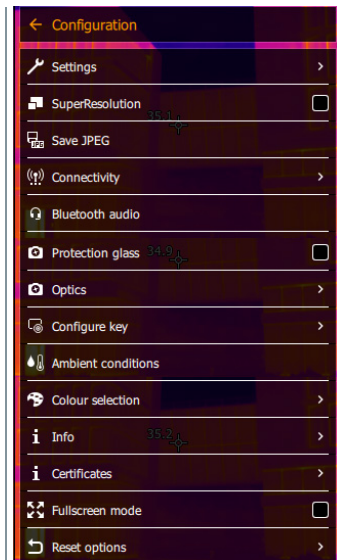 Configuration
Settings
SuperResolution
35.1
JPEG
Save JPEG
Connectivity
Bluetooth audio
Protection glass 34.9
Optics
Configure key
Ambient conditions
Colour selection
Info 35.2
Certificates
Fullscreen mode
Reset options